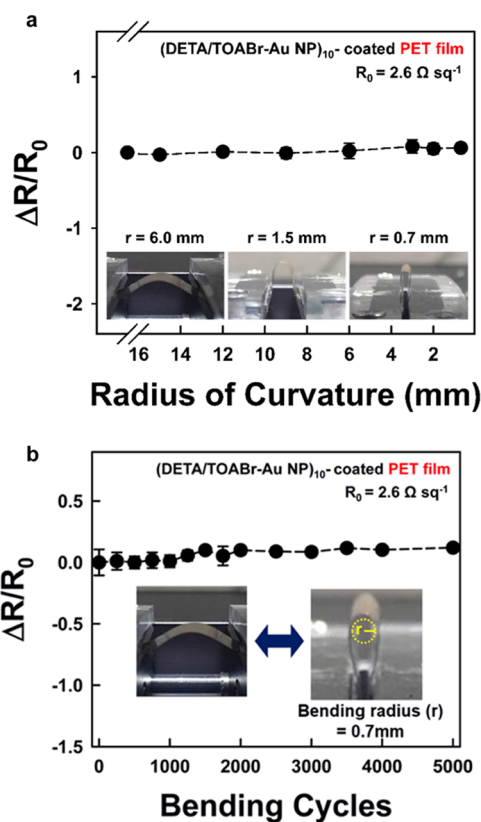 a
(DETA/TOABr-Au NP)10- coated PET film
R0 = 2.6 Ω sq-1
1
0
-1
-2
ΔR/R0
r = 6.0 mm r = 1.5 mm r = 0.7 mm
16 14 12 10 8 6 4 2
Radius of Curvature (mm)
b
(DETA/TOABr-Au NP)10- coated PET film
R0 = 2.6 Ω sq-1
0.5
0.0
-0.5
-1.0
-1.5
ΔR/R0
r
Bending radius (r)
= 0.7mm
0 1000 2000 3000 4000 5000
Bending Cycles